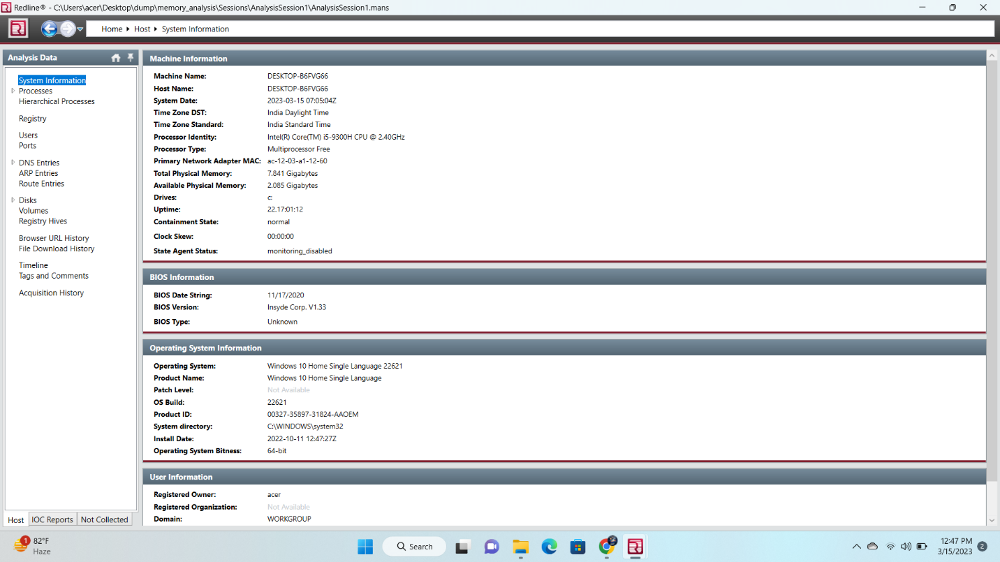 Redline® - C:\Users\acer\Desktop\dump\memory_analysis\Sessions\AnalysisSession1\AnalysisSession1.mans
Home Host System Information
Analysis Data
System Information
Processes
Hierarchical Processes
Registry
Users
Ports
DNS Entries
ARP Entries
Route Entries
Disks
Volumes
Registry Hives
Browser URL History
File Download History
Timeline
Tags and Comments
Acquisition History
Host IOC Reports Not Collected
Machine Information
Machine Name: DESKTOP-B6FVG66
Host Name: DESKTOP-B6FVG66
System Date: 2023-03-15 07:05:04Z
Time Zone DST: India Daylight Time
Time Zone Standard: India Standard Time
Processor Identity: Intel(R) Core(TM) i5-9300H CPU @ 2.40GHz
Processor Type: Multiprocessor Free
Primary Network Adapter MAC: ac-12-03-a1-12-60
Total Physical Memory: 7.841 Gigabytes
Available Physical Memory: 2.085 Gigabytes
Drives: c:
Uptime: 22.17:01:12
Containment State: normal
Clock Skew: 00:00:00
State Agent Status: monitoring_disabled
BIOS Information
BIOS Date String: 11/17/2020
BIOS Version: Insyde Corp. V1.33
BIOS Type: Unknown
Operating System Information
Operating System: Windows 10 Home Single Language 22621
Product Name: Windows 10 Home Single Language
Patch Level: Not Available
OS Build: 22621
Product ID: 00327-35897-31824-AAOEM
System directory: C:\WINDOWS\system32
Install Date: 2022-10-11 12:47:27Z
Operating System Bitness: 64-bit
User Information
Registered Owner: acer
Registered Organization: Not Available
Domain: WORKGROUP
1 82°F
Haze
Search
12:47 PM
3/15/2023
2